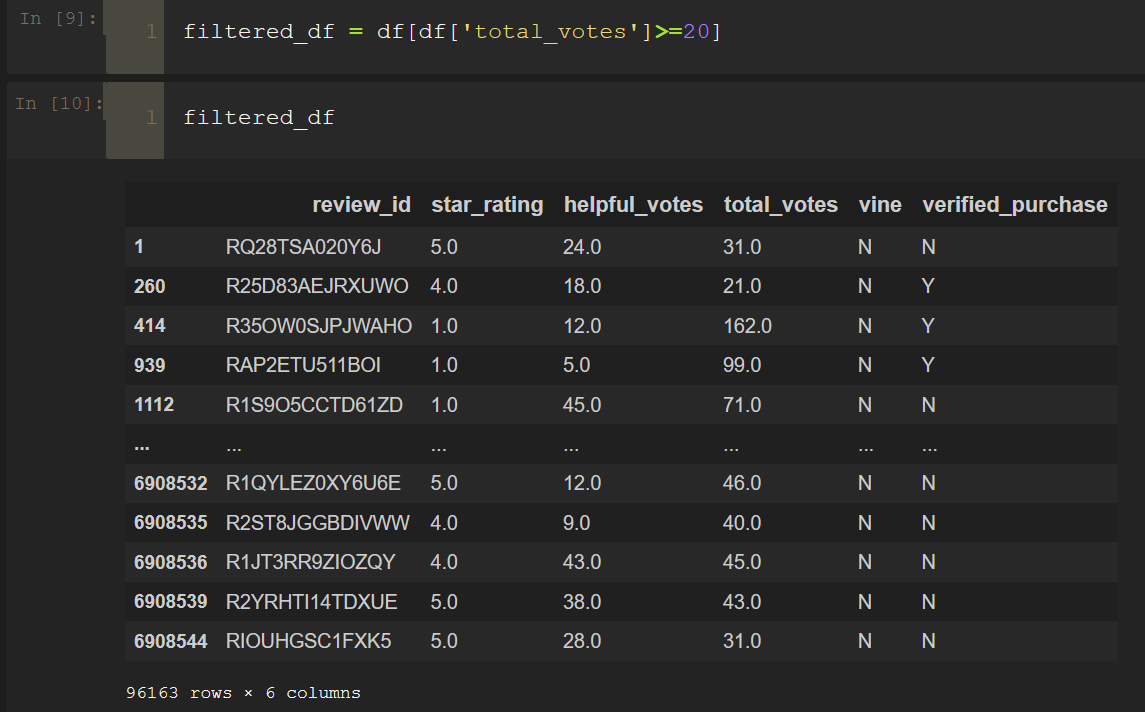 In [9]:
1 filtered_df = df[df['total_votes']>=20]
In [10]:
1 filtered_df
review_id star_rating helpful_votes total_votes vine verified_purchase
1 RQ28TSA020Y6J 5.0 24.0 31.0 N N
260 R25D83AEJRXUWO 4.0 18.0 21.0 N Y
414 R35OW0SJPJWAHO 1.0 12.0 162.0 N Y
939 RAP2ETU511BOI 1.0 5.0 99.0 N Y
1112 R1S9O5CCTD61ZD 1.0 45.0 71.0 N N
... ... ... ... ... ... ...
6908532 R1QYLEZ0XY6U6E 5.0 12.0 46.0 N N
6908535 R2ST8JGGBDIVWW 4.0 9.0 40.0 N N
6908536 R1JT3RR9ZIOZQY 4.0 43.0 45.0 N N
6908539 R2YRHTI14TDXUE 5.0 38.0 43.0 N N
6908544 RIOUHGSC1FXK5 5.0 28.0 31.0 N N
96163 rows × 6 columns